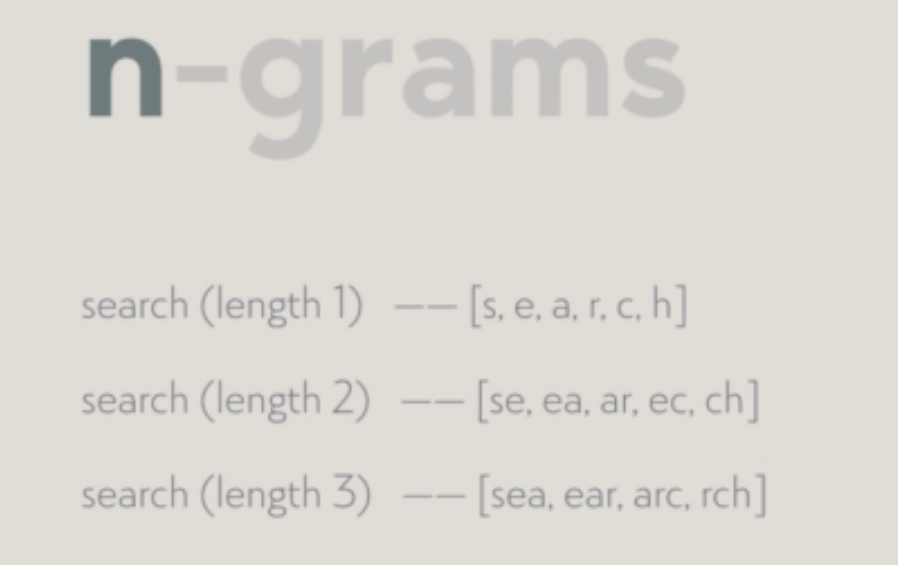 n-grams
search (length 1) —— [s, e, a, r, c, h]
search (length 2) —— [se, ea, ar, ec, ch]
search (length 3) —— [sea, ear, arc, rch]